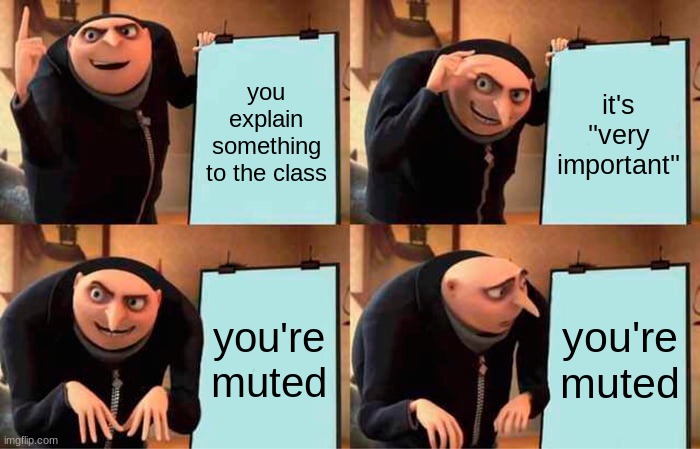 you
explain
something
to the class
it's
"very
important"
you're
muted
you're
muted
imgflip.com